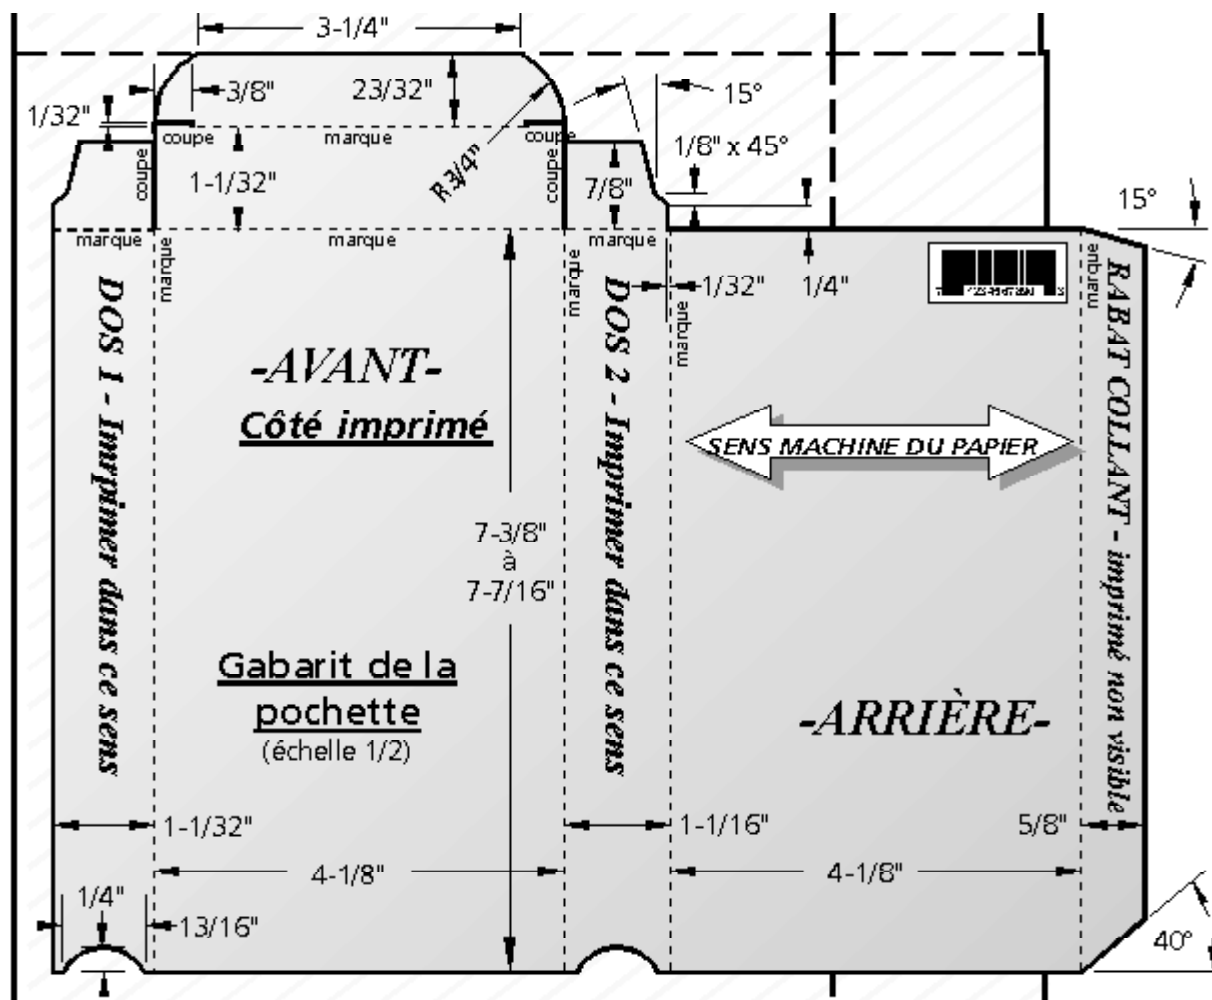 3-1/4"
3/8"
23/32"
15°
1/32"
coupe
marque
coupe
1/8" x 45°
coupe
coupe
R 3/4"
1-1/32"
7/8"
15°
marque
marque
marque
marque
marque
marque
marque
1/32"
1/4"
DOS 1 - Imrpimer dans ce sens
-AVANT-
Côté imprimé
DOS 2 - Imprimer dans ce sens
SENS MACHINE DU PAPIER
RABAT COLLANT - imprimé non visible
7-3/8"
à
7-7/16"
Gabarit de la
pochette
(échelle 1/2)
-ARRIÈRE-
1-1/32"
1-1/16"
5/8"
4-1/8"
4-1/8"
1/4"
13/16"
40°